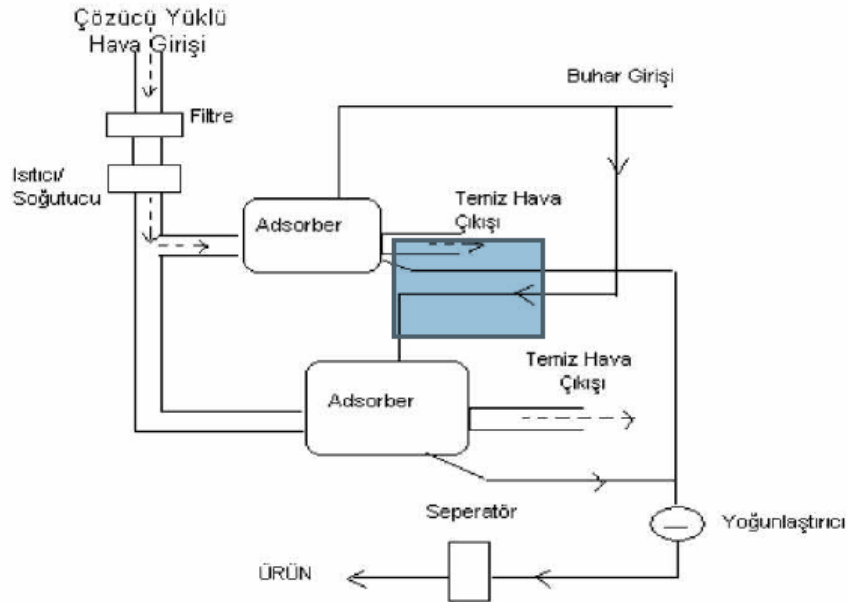 Çözücü Yüklü
Hava Girişi
Buhar Girişi
Filtre
Isıtıcı/
Soğutucu
Adsorber
Temiz Hava
Çıkışı
Adsorber
Temiz Hava
Çıkışı
Seperatör
Yoğunlaştırıcı
ÜRÜN